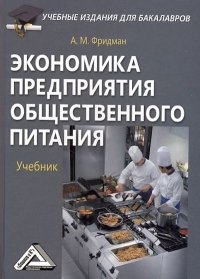 УЧЕБНЫЕ ИЗДАНИЯ ДЛЯ БАКАЛАВРОВ
А. М. Фридман
ЭКОНОМИКА
ПРЕДПРИЯТИЯ
ОБЩЕСТВЕННОГО
ПИТАНИЯ
Учебник